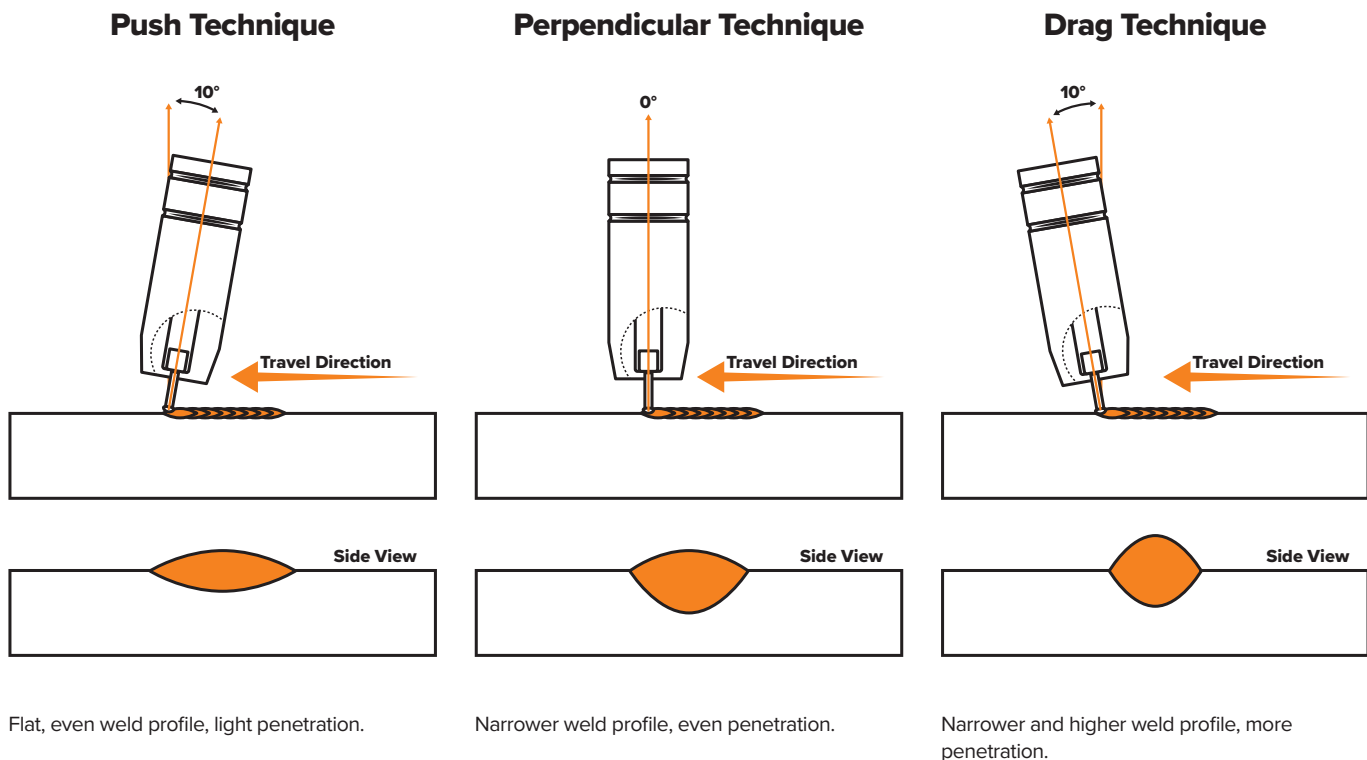 Push Technique
Perpendicular Technique
Drag Technique
10°
0°
10°
Travel Direction
Travel Direction
Travel Direction
Side View
Side View
Side View
Flat, even weld profile, light penetration.
Narrower weld profile, even penetration.
Narrower and higher weld profile, more
penetration.